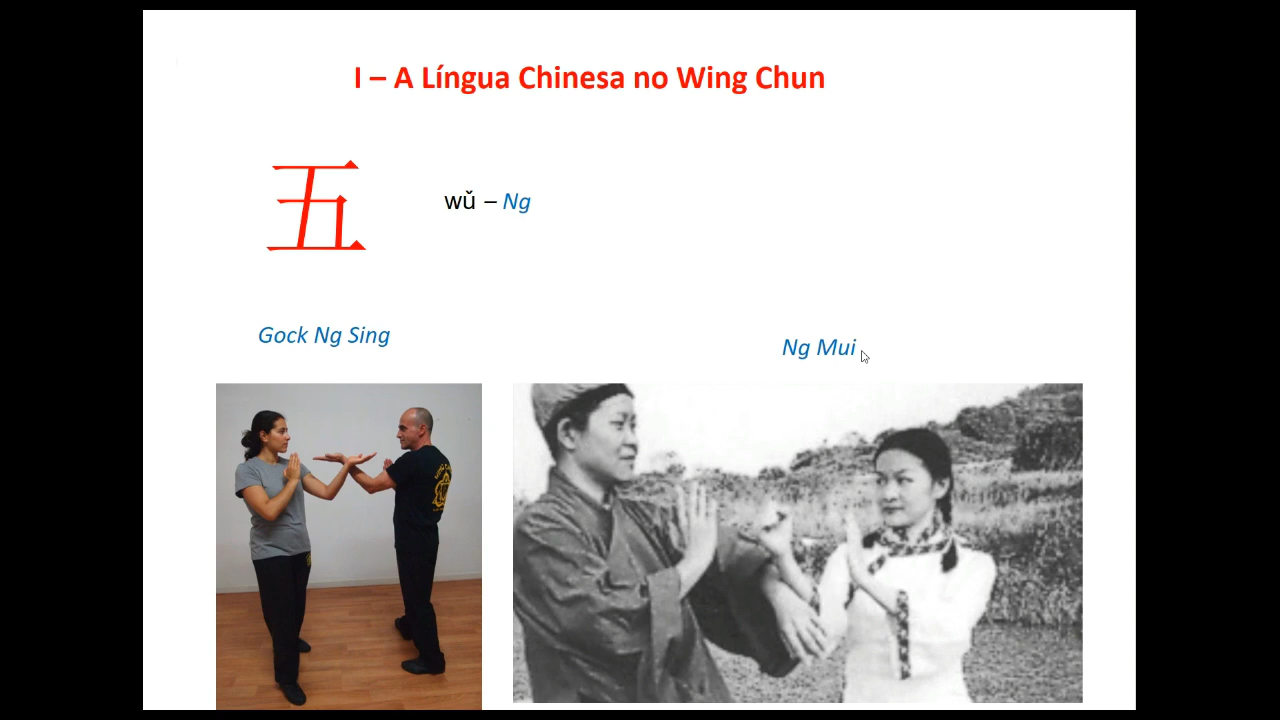 I – A Língua Chinesa no Wing Chun
五
wǔ – Ng
Gock Ng Sing
Ng Mui